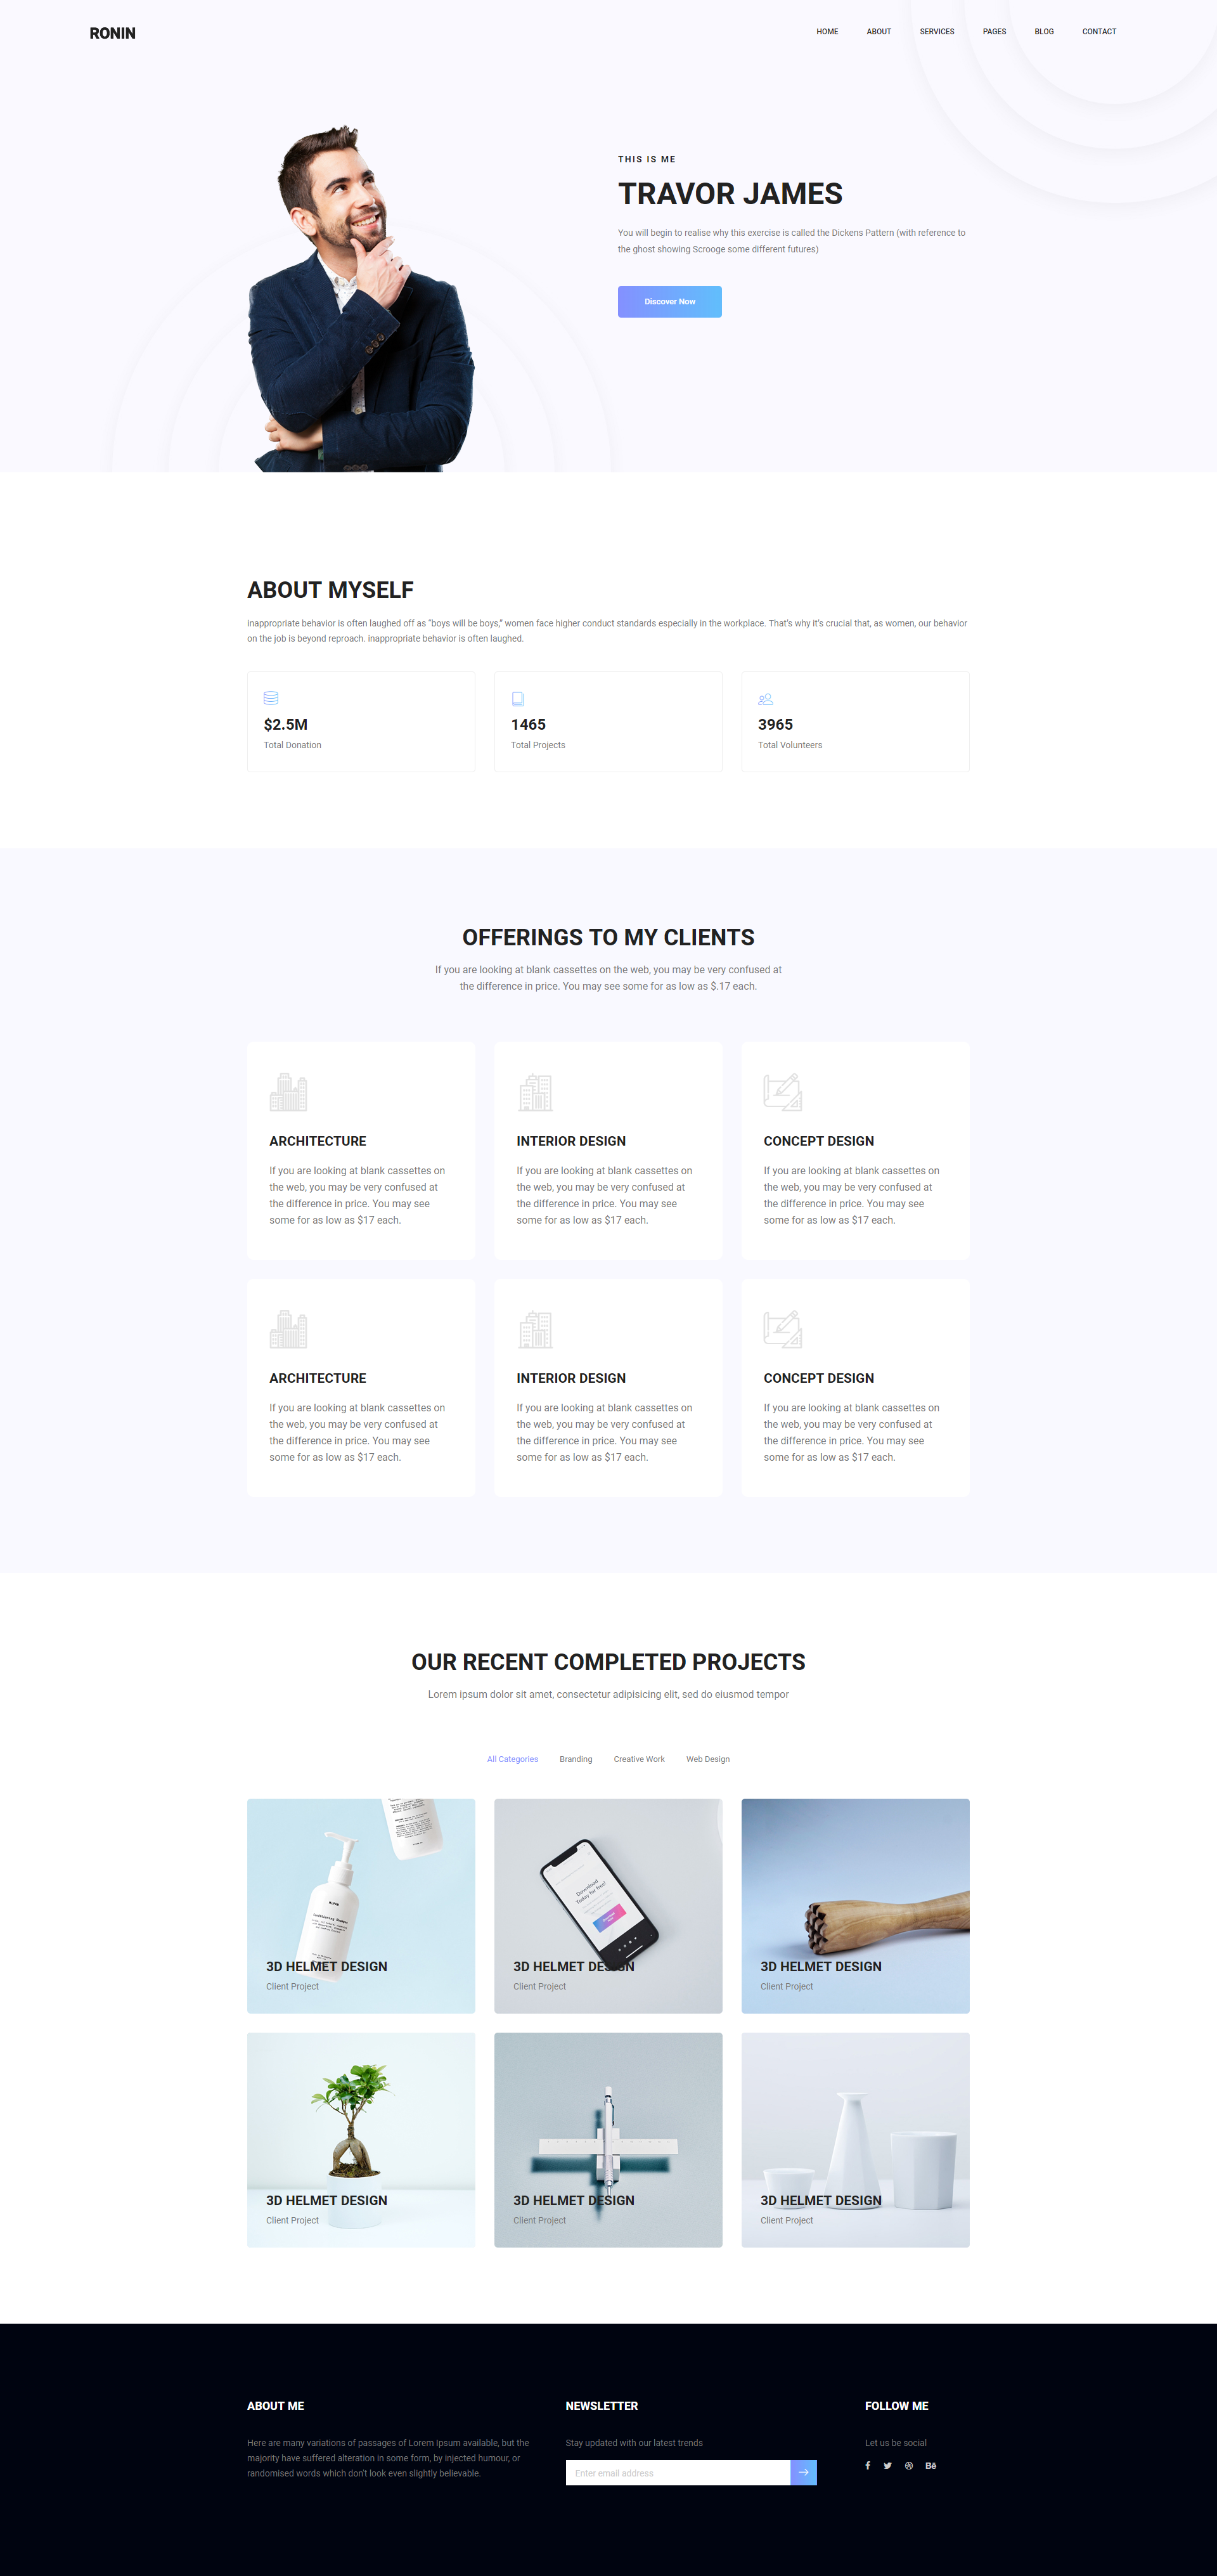 RONIN
HOME ABOUT SERVICES PAGES BLOG CONTACT
THIS IS ME
TRAVOR JAMES
You will begin to realise why this exercise is called the Dickens Pattern (with reference to
the ghost showing Scrooge some different futures)
Discover Now
ABOUT MYSELF
inappropriate behavior is often laughed off as “boys will be boys,” women face higher conduct standards especially in the workplace. That’s why it’s crucial that, as women, our behavior
on the job is beyond reproach. inappropriate behavior is often laughed.
$2.5M
Total Donation
1465
Total Projects
3965
Total Volunteers
OFFERINGS TO MY CLIENTS
If you are looking at blank cassettes on the web, you may be very confused at
the difference in price. You may see some for as low as $.17 each.
ARCHITECTURE
If you are looking at blank cassettes on
the web, you may be very confused at
the difference in price. You may see
some for as low as $17 each.
INTERIOR DESIGN
If you are looking at blank cassettes on
the web, you may be very confused at
the difference in price. You may see
some for as low as $17 each.
CONCEPT DESIGN
If you are looking at blank cassettes on
the web, you may be very confused at
the difference in price. You may see
some for as low as $17 each.
ARCHITECTURE
If you are looking at blank cassettes on
the web, you may be very confused at
the difference in price. You may see
some for as low as $17 each.
INTERIOR DESIGN
If you are looking at blank cassettes on
the web, you may be very confused at
the difference in price. You may see
some for as low as $17 each.
CONCEPT DESIGN
If you are looking at blank cassettes on
the web, you may be very confused at
the difference in price. You may see
some for as low as $17 each.
OUR RECENT COMPLETED PROJECTS
Lorem ipsum dolor sit amet, consectetur adipisicing elit, sed do eiusmod tempor
All Categories Branding Creative Work Web Design
Conditioning Shampoo
3D HELMET DESIGN
Client Project
Download
Today for free!
3D HELMET DESIGN
Client Project
3D HELMET DESIGN
Client Project
3D HELMET DESIGN
Client Project
3D HELMET DESIGN
Client Project
3D HELMET DESIGN
Client Project
ABOUT ME
Here are many variations of passages of Lorem Ipsum available, but the
majority have suffered alteration in some form, by injected humour, or
randomised words which don't look even slightly believable.
NEWSLETTER
Stay updated with our latest trends
Enter email address
FOLLOW ME
Let us be social
Bē